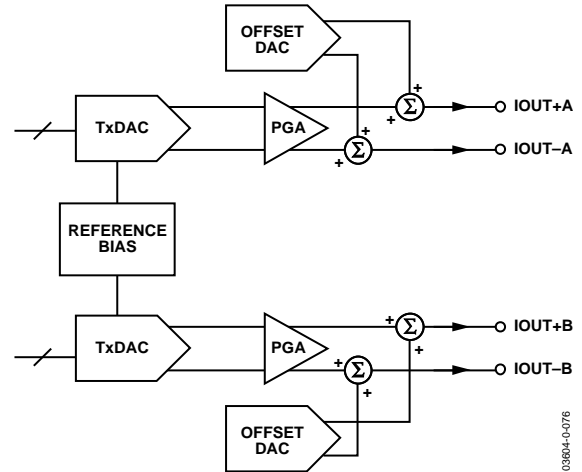 OFFSET
DAC
+
+
Σ
IOUT+A
TxDAC
PGA
+
+
Σ
IOUT–A
REFERENCE
BIAS
TxDAC
PGA
+
Σ
+
IOUT+B
+
Σ
+
IOUT–B
OFFSET
DAC
03604-0-076